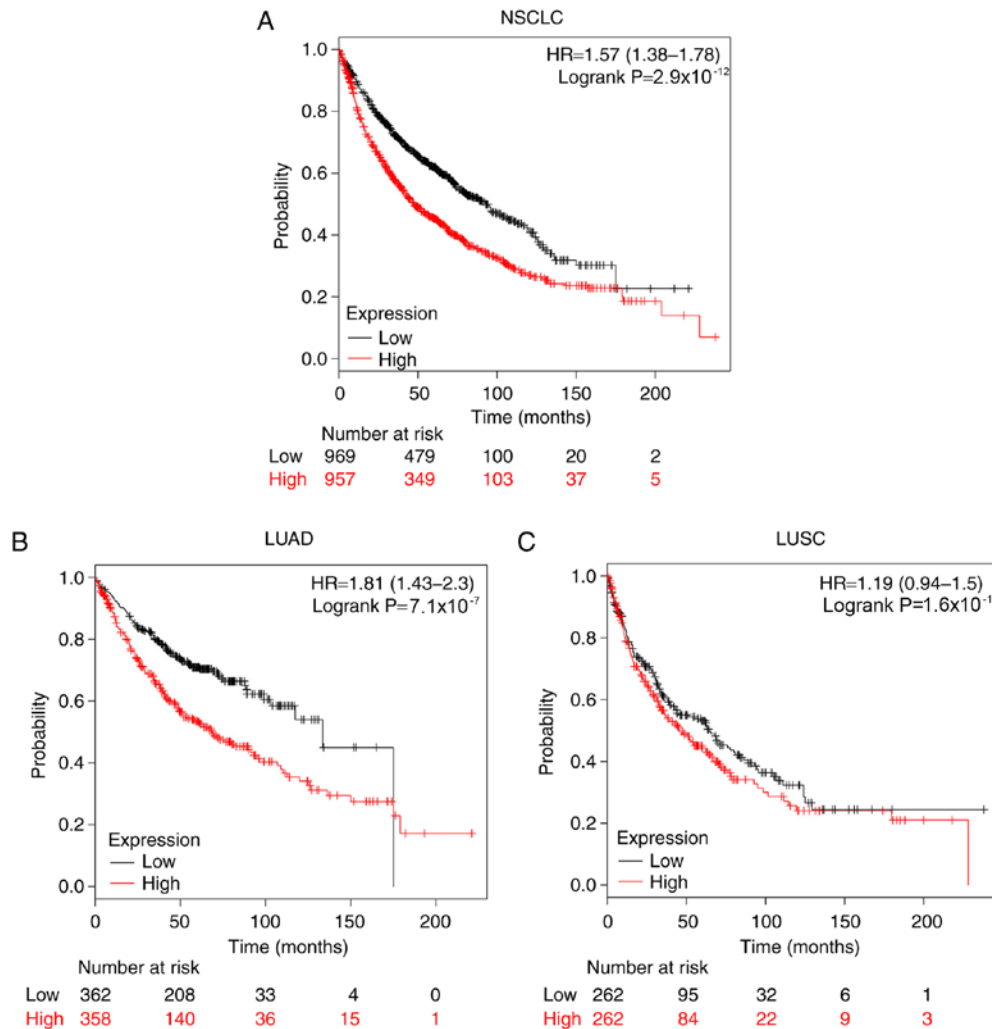 A
NSCLC
HR=1.57 (1.38–1.78)
Logrank P=2.9x10⁻¹²
1.0
0.8
0.6
0.4
0.2
0.0
Probability
Expression
Low
High
0 50 100 150 200
Time (months)
Number at risk
Low 969 479 100 20 2
High 957 349 103 37 5
B
LUAD
HR=1.81 (1.43–2.3)
Logrank P=7.1x10⁻⁷
1.0
0.8
0.6
0.4
0.2
0.0
Probability
Expression
Low
High
0 50 100 150 200
Time (months)
Number at risk
Low 362 208 33 4 0
High 358 140 36 15 1
C
LUSC
HR=1.19 (0.94–1.5)
Logrank P=1.6x10⁻¹
1.0
0.8
0.6
0.4
0.2
0.0
Probability
Expression
Low
High
0 50 100 150 200
Time (months)
Number at risk
Low 262 95 32 6 1
High 262 84 22 9 3